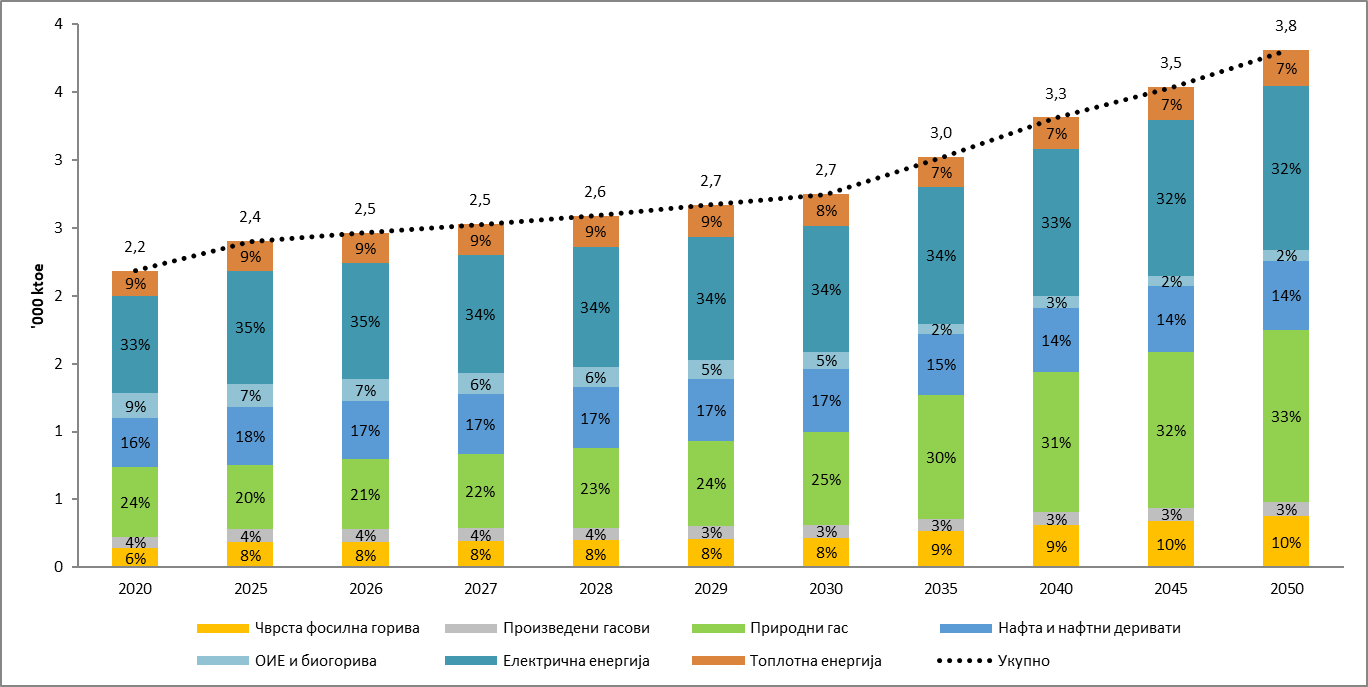 '000 ktoe
4
4
3
3
2
2
1
1
0
2,2 2,4 2,5 2,5 2,6 2,7 2,7 3,0 3,3 3,5 3,8
9% 9% 9% 9% 9% 9% 8% 7% 7% 7% 7%
33% 35% 35% 34% 34% 34% 34% 34% 33% 32% 32%
9% 7% 7% 6% 6% 5% 5% 2% 3% 2% 2%
16% 18% 17% 17% 17% 17% 17% 15% 14% 14% 14%
24% 20% 21% 22% 23% 24% 25% 30% 31% 32% 33%
4% 4% 4% 4% 4% 3% 3% 3% 3% 3% 3%
6% 8% 8% 8% 8% 8% 8% 9% 9% 10% 10%
2020 2025 2026 2027 2028 2029 2030 2035 2040 2045 2050
Чврста фосилна горива Произведени гасови Природни гас Нафта и нафтни деривати
ОИЕ и биогорива Електрична енергија Топлотна енергија Укупно